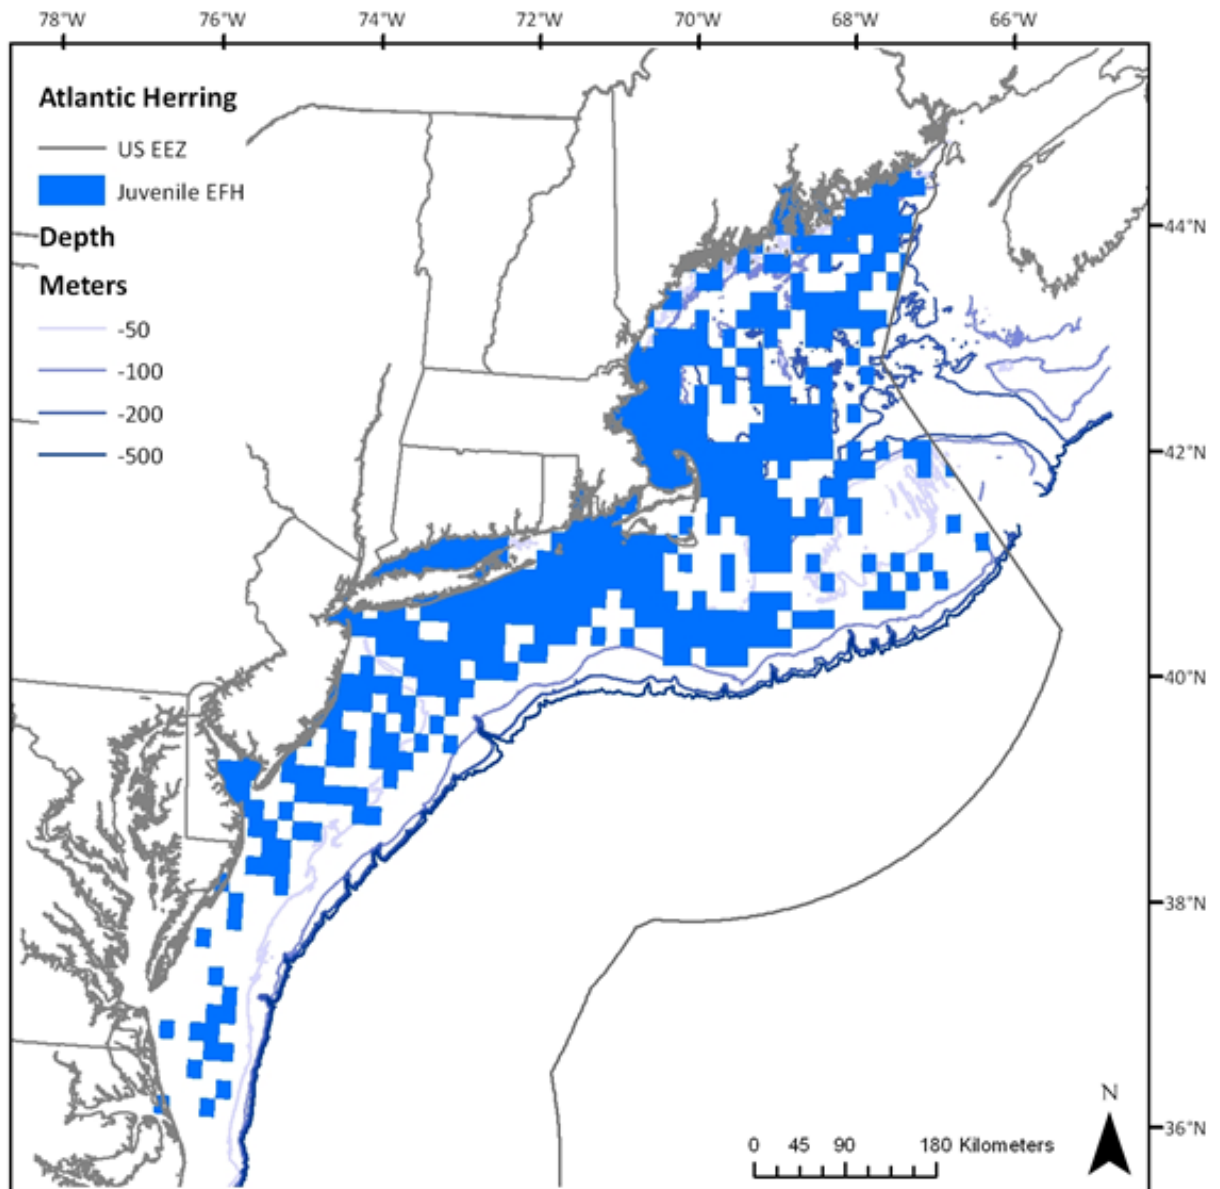 78°W 76°W 74°W 72°W 70°W 68°W 66°W
Atlantic Herring
US EEZ
Juvenile EFH
44°N
Depth
Meters
-50
-100
-200
42°N
-500
40°N
38°N
N
36°N
0 45 90 180 Kilometers